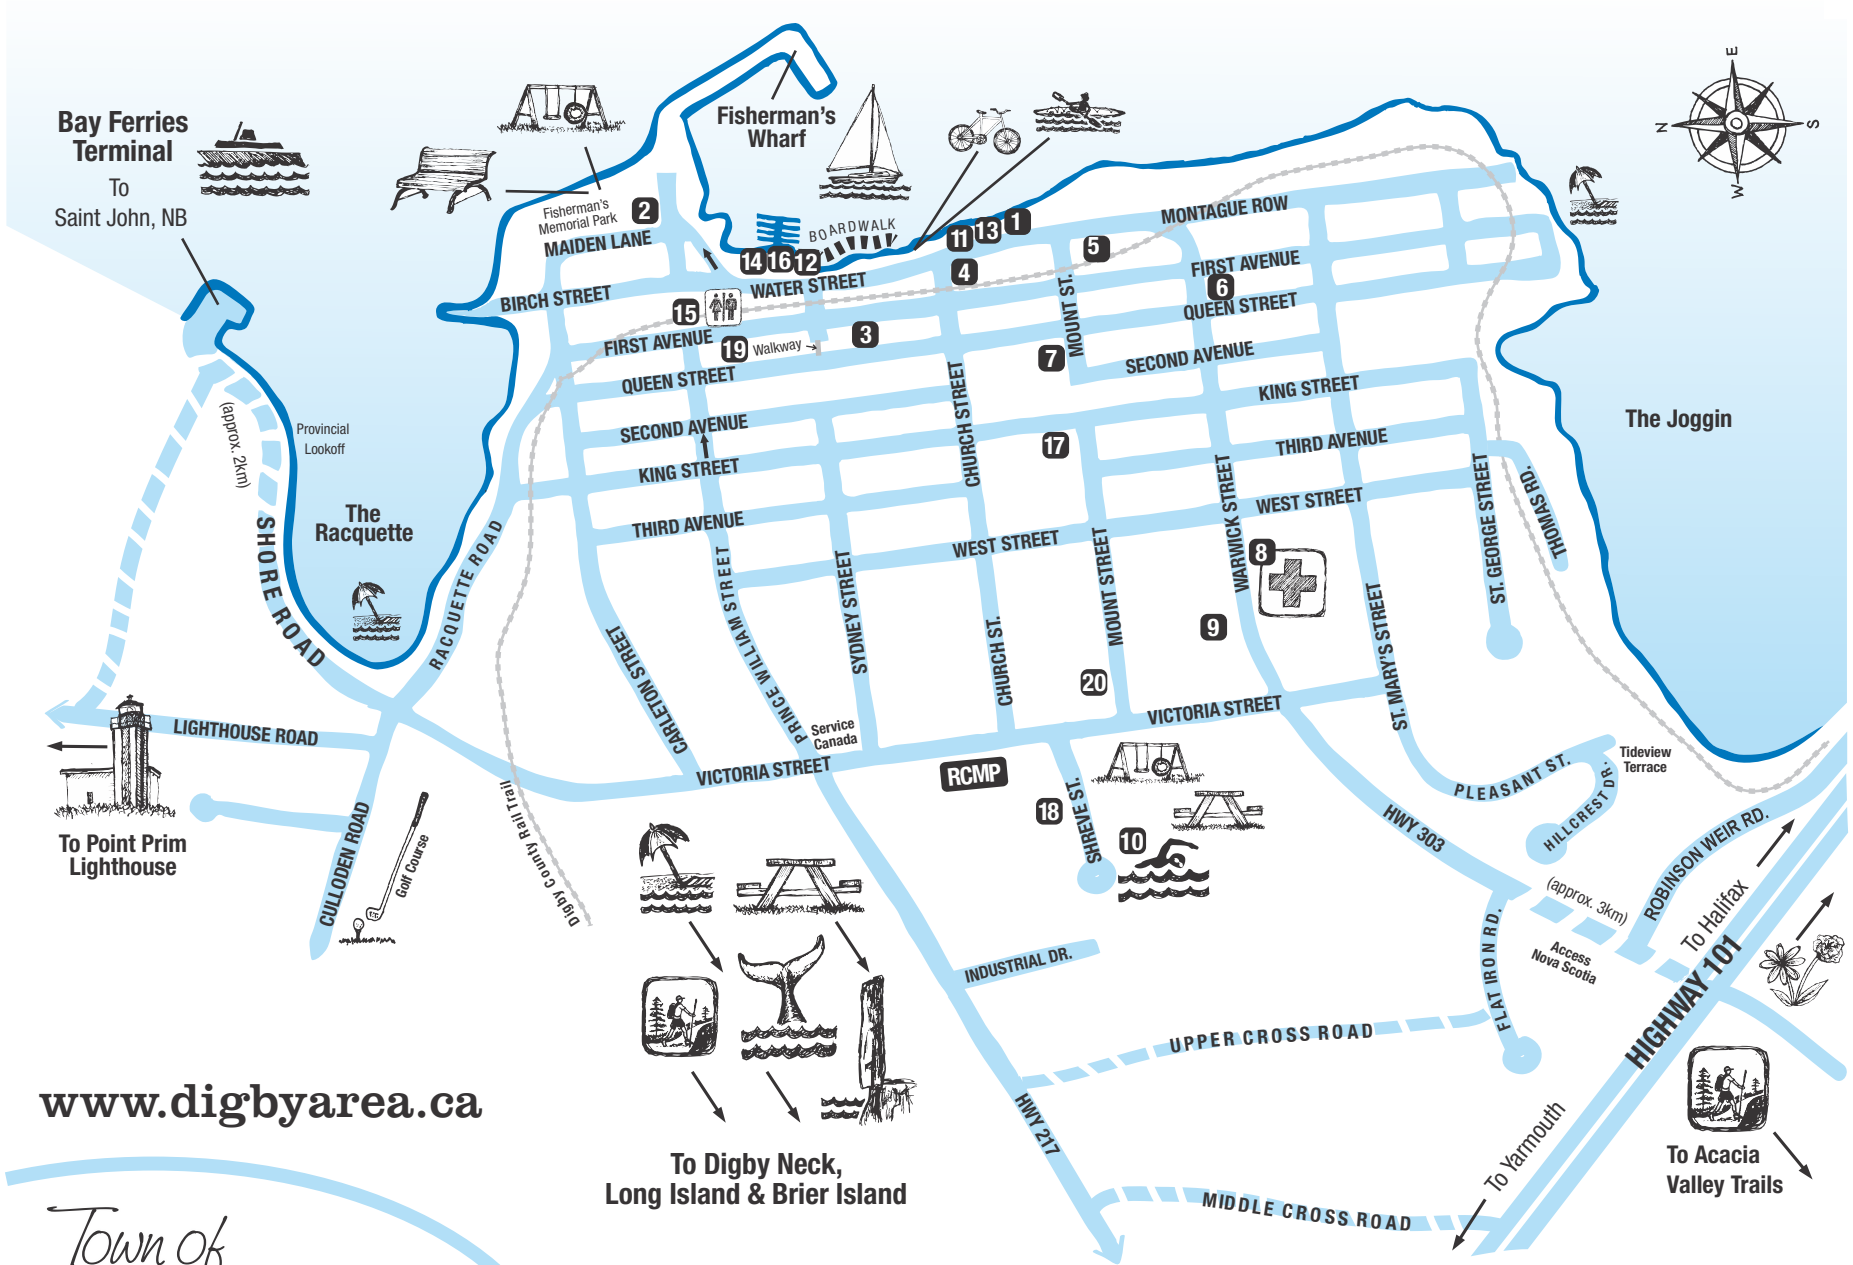 Bay Ferries
Terminal
To
Saint John, NB
Fisherman's
Wharf
E
N
S
W
Fisherman's
Memorial Park
2
MAIDEN LANE
BOARDWALK
14
16
12
11
13
1
MONTAGUE ROW
5
4
BIRCH STREET
WATER STREET
FIRST AVENUE
6
QUEEN STREET
15
FIRST AVENUE
19
Walkway
3
MOUNT ST.
7
SECOND AVENUE
QUEEN STREET
KING STREET
SECOND AVENUE
CHURCH STREET
17
THIRD AVENUE
The Joggin
KING STREET
THIRD AVENUE
WEST STREET
WEST STREET
(approx. 2km)
Provincial
Lookoff
The
Racquette
SHORE ROAD
RACQUETTE ROAD
WARWICK STREET
8
9
ST. GEORGE STREET
THOMAS RD.
CARLETON STREET
PRINCE WILLIAM STREET
SYDNEY STREET
CHURCH ST.
MOUNT STREET
20
ST. MARY'S STREET
VICTORIA STREET
Service
Canada
VICTORIA STREET
RCMP
LIGHTHOUSE ROAD
To Point Prim
Lighthouse
CULLODEN ROAD
Golf Course
Digby County Rail Trail
18
SHREVE ST.
10
HWY 303
PLEASANT ST.
HILLCREST DR.
Tideview
Terrace
ROBINSON WEIR RD.
(approx. 3km)
Access
Nova Scotia
To Halifax
HIGHWAY 101
FLAT IRON RD.
INDUSTRIAL DR.
UPPER CROSS ROAD
HWY 217
MIDDLE CROSS ROAD
To Yarmouth
To Acacia
Valley Trails
To Digby Neck,
Long Island & Brier Island
www.digbyarea.ca
Town of